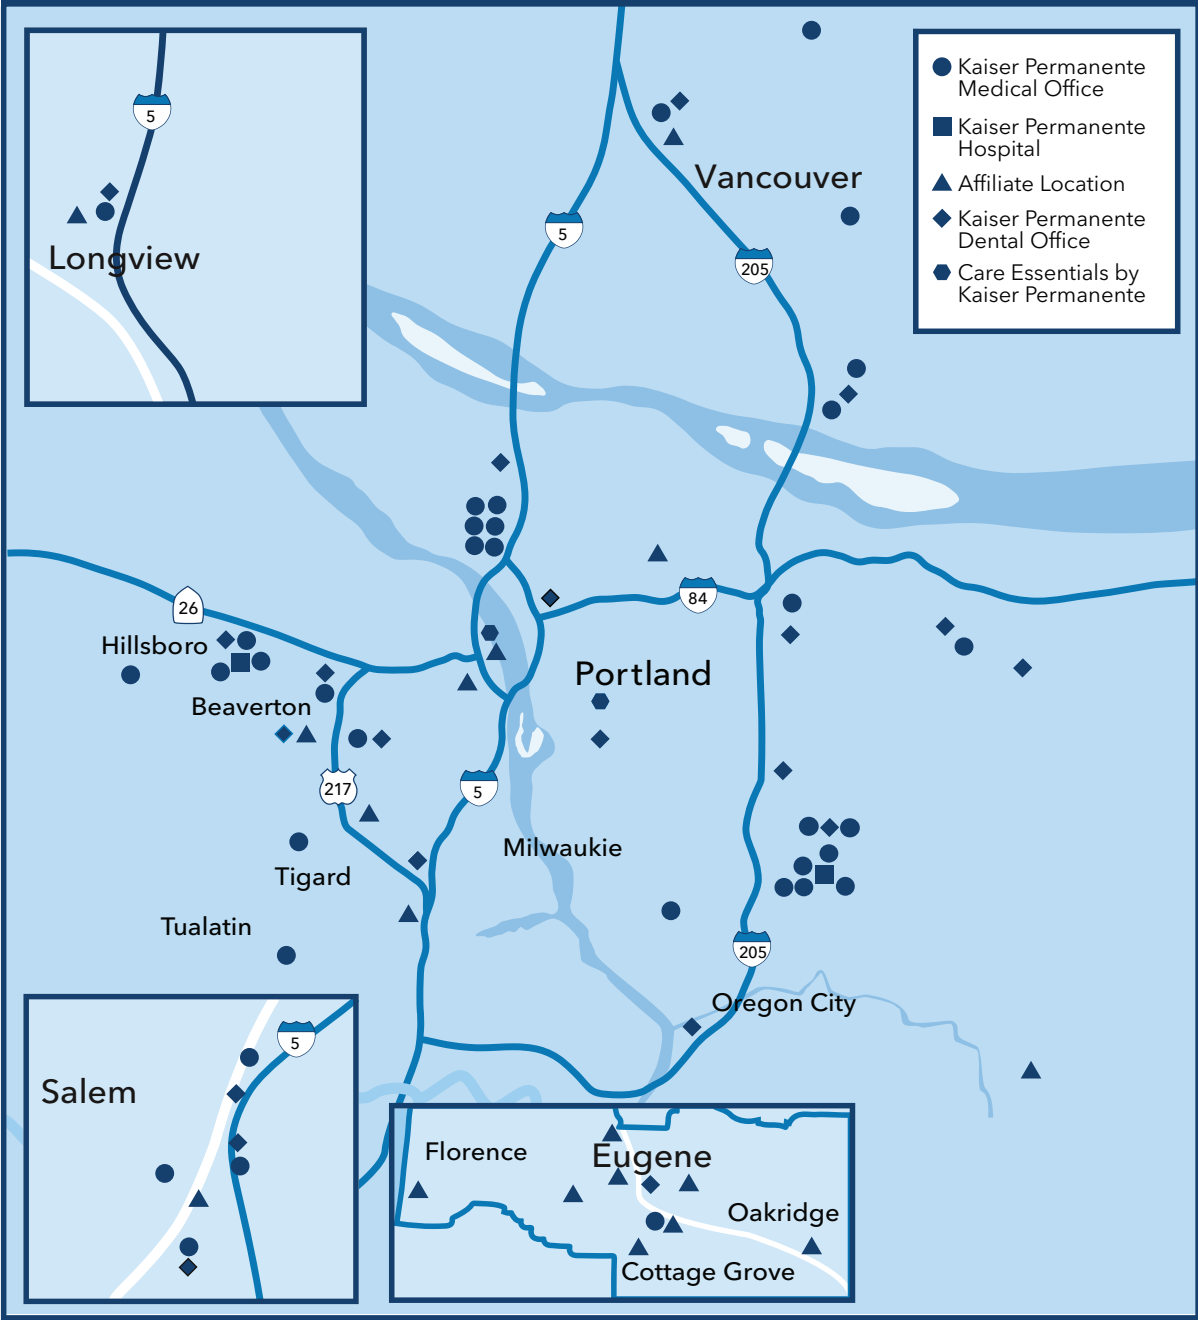 5
Longview
Kaiser Permanente
Medical Office
Kaiser Permanente
Hospital
Affiliate Location
Kaiser Permanente
Dental Office
Care Essentials by
Kaiser Permanente
Vancouver
5
205
84
26
Hillsboro
Portland
Beaverton
217
5
Milwaukie
Tigard
Tualatin
205
Oregon City
5
Salem
Florence
Eugene
Oakridge
Cottage Grove